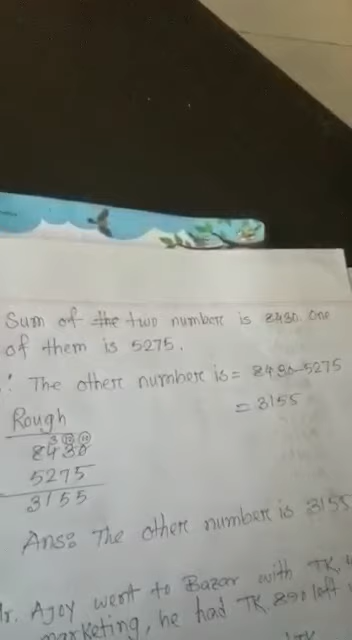 Sum of the two number is 8430. One
of them is 5275.
∴ The other number is = 8430-5275
= 3155
Rough
8430
5275
3155
Ans: The other number is 3155
Mr. Ajoy went to Bazar with TK.
marketing, he had TK. 890 left